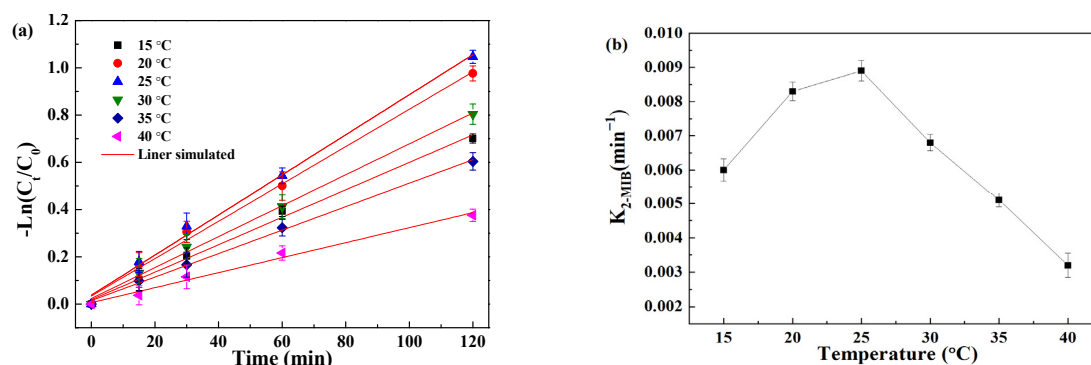 (a)
-Ln(C_t/C_0)
1.2
1.0
0.8
0.6
0.4
0.2
0.0
15 °C
20 °C
25 °C
30 °C
35 °C
40 °C
Liner simulated
0 20 40 60 80 100 120
Time (min)
(b)
K_2-MIB(min⁻¹)
0.010
0.009
0.008
0.007
0.006
0.005
0.004
0.003
0.002
15 20 25 30 35 40
Temperature (°C)